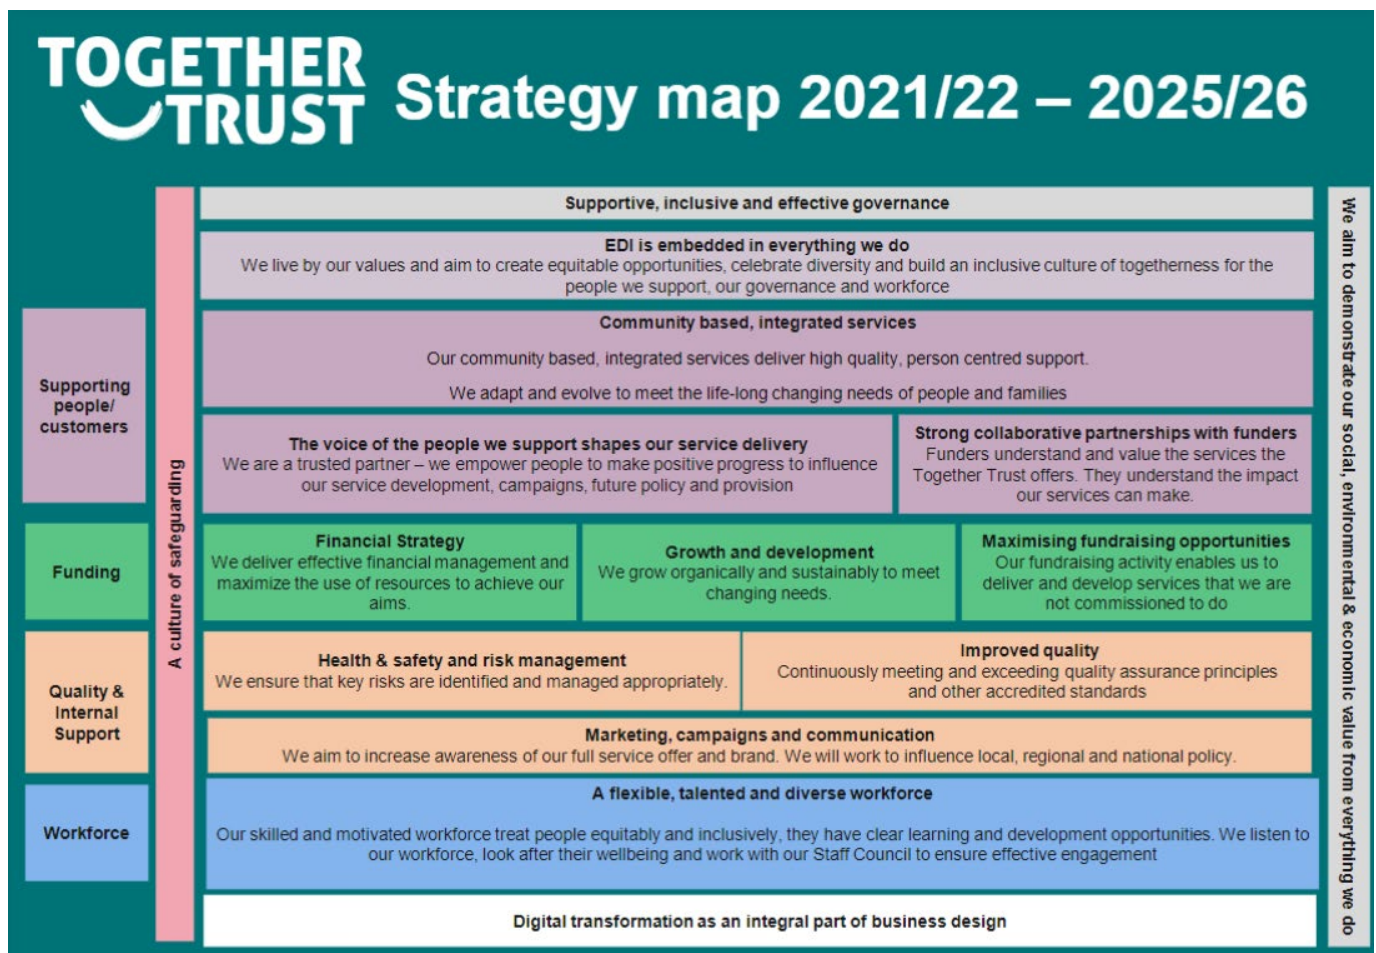 TOGETHER
TRUST
Strategy map 2021/22 – 2025/26
Supportive, inclusive and effective governance
EDI is embedded in everything we do
We live by our values and aim to create equitable opportunities, celebrate diversity and build an inclusive culture of togetherness for the
people we support, our governance and workforce
Supporting
people/
customers
Community based, integrated services
Our community based, integrated services deliver high quality, person centred support.
We adapt and evolve to meet the life-long changing needs of people and families
The voice of the people we support shapes our service delivery
We are a trusted partner – we empower people to make positive progress to influence
our service development, campaigns, future policy and provision
Strong collaborative partnerships with funders
Funders understand and value the services the
Together Trust offers. They understand the impact
our services can make.
Funding
Financial Strategy
We deliver effective financial management and
maximize the use of resources to achieve our
aims.
Growth and development
We grow organically and sustainably to meet
changing needs.
Maximising fundraising opportunities
Our fundraising activity enables us to
deliver and develop services that we are
not commissioned to do
Quality &
Internal
Support
Health & safety and risk management
We ensure that key risks are identified and managed appropriately.
Improved quality
Continuously meeting and exceeding quality assurance principles
and other accredited standards
Marketing, campaigns and communication
We aim to increase awareness of our full service offer and brand. We will work to influence local, regional and national policy.
Workforce
A flexible, talented and diverse workforce
Our skilled and motivated workforce treat people equitably and inclusively, they have clear learning and development opportunities. We listen to
our workforce, look after their wellbeing and work with our Staff Council to ensure effective engagement
Digital transformation as an integral part of business design
A culture of safeguarding
We aim to demonstrate our social, environmental & economic value from everything we do